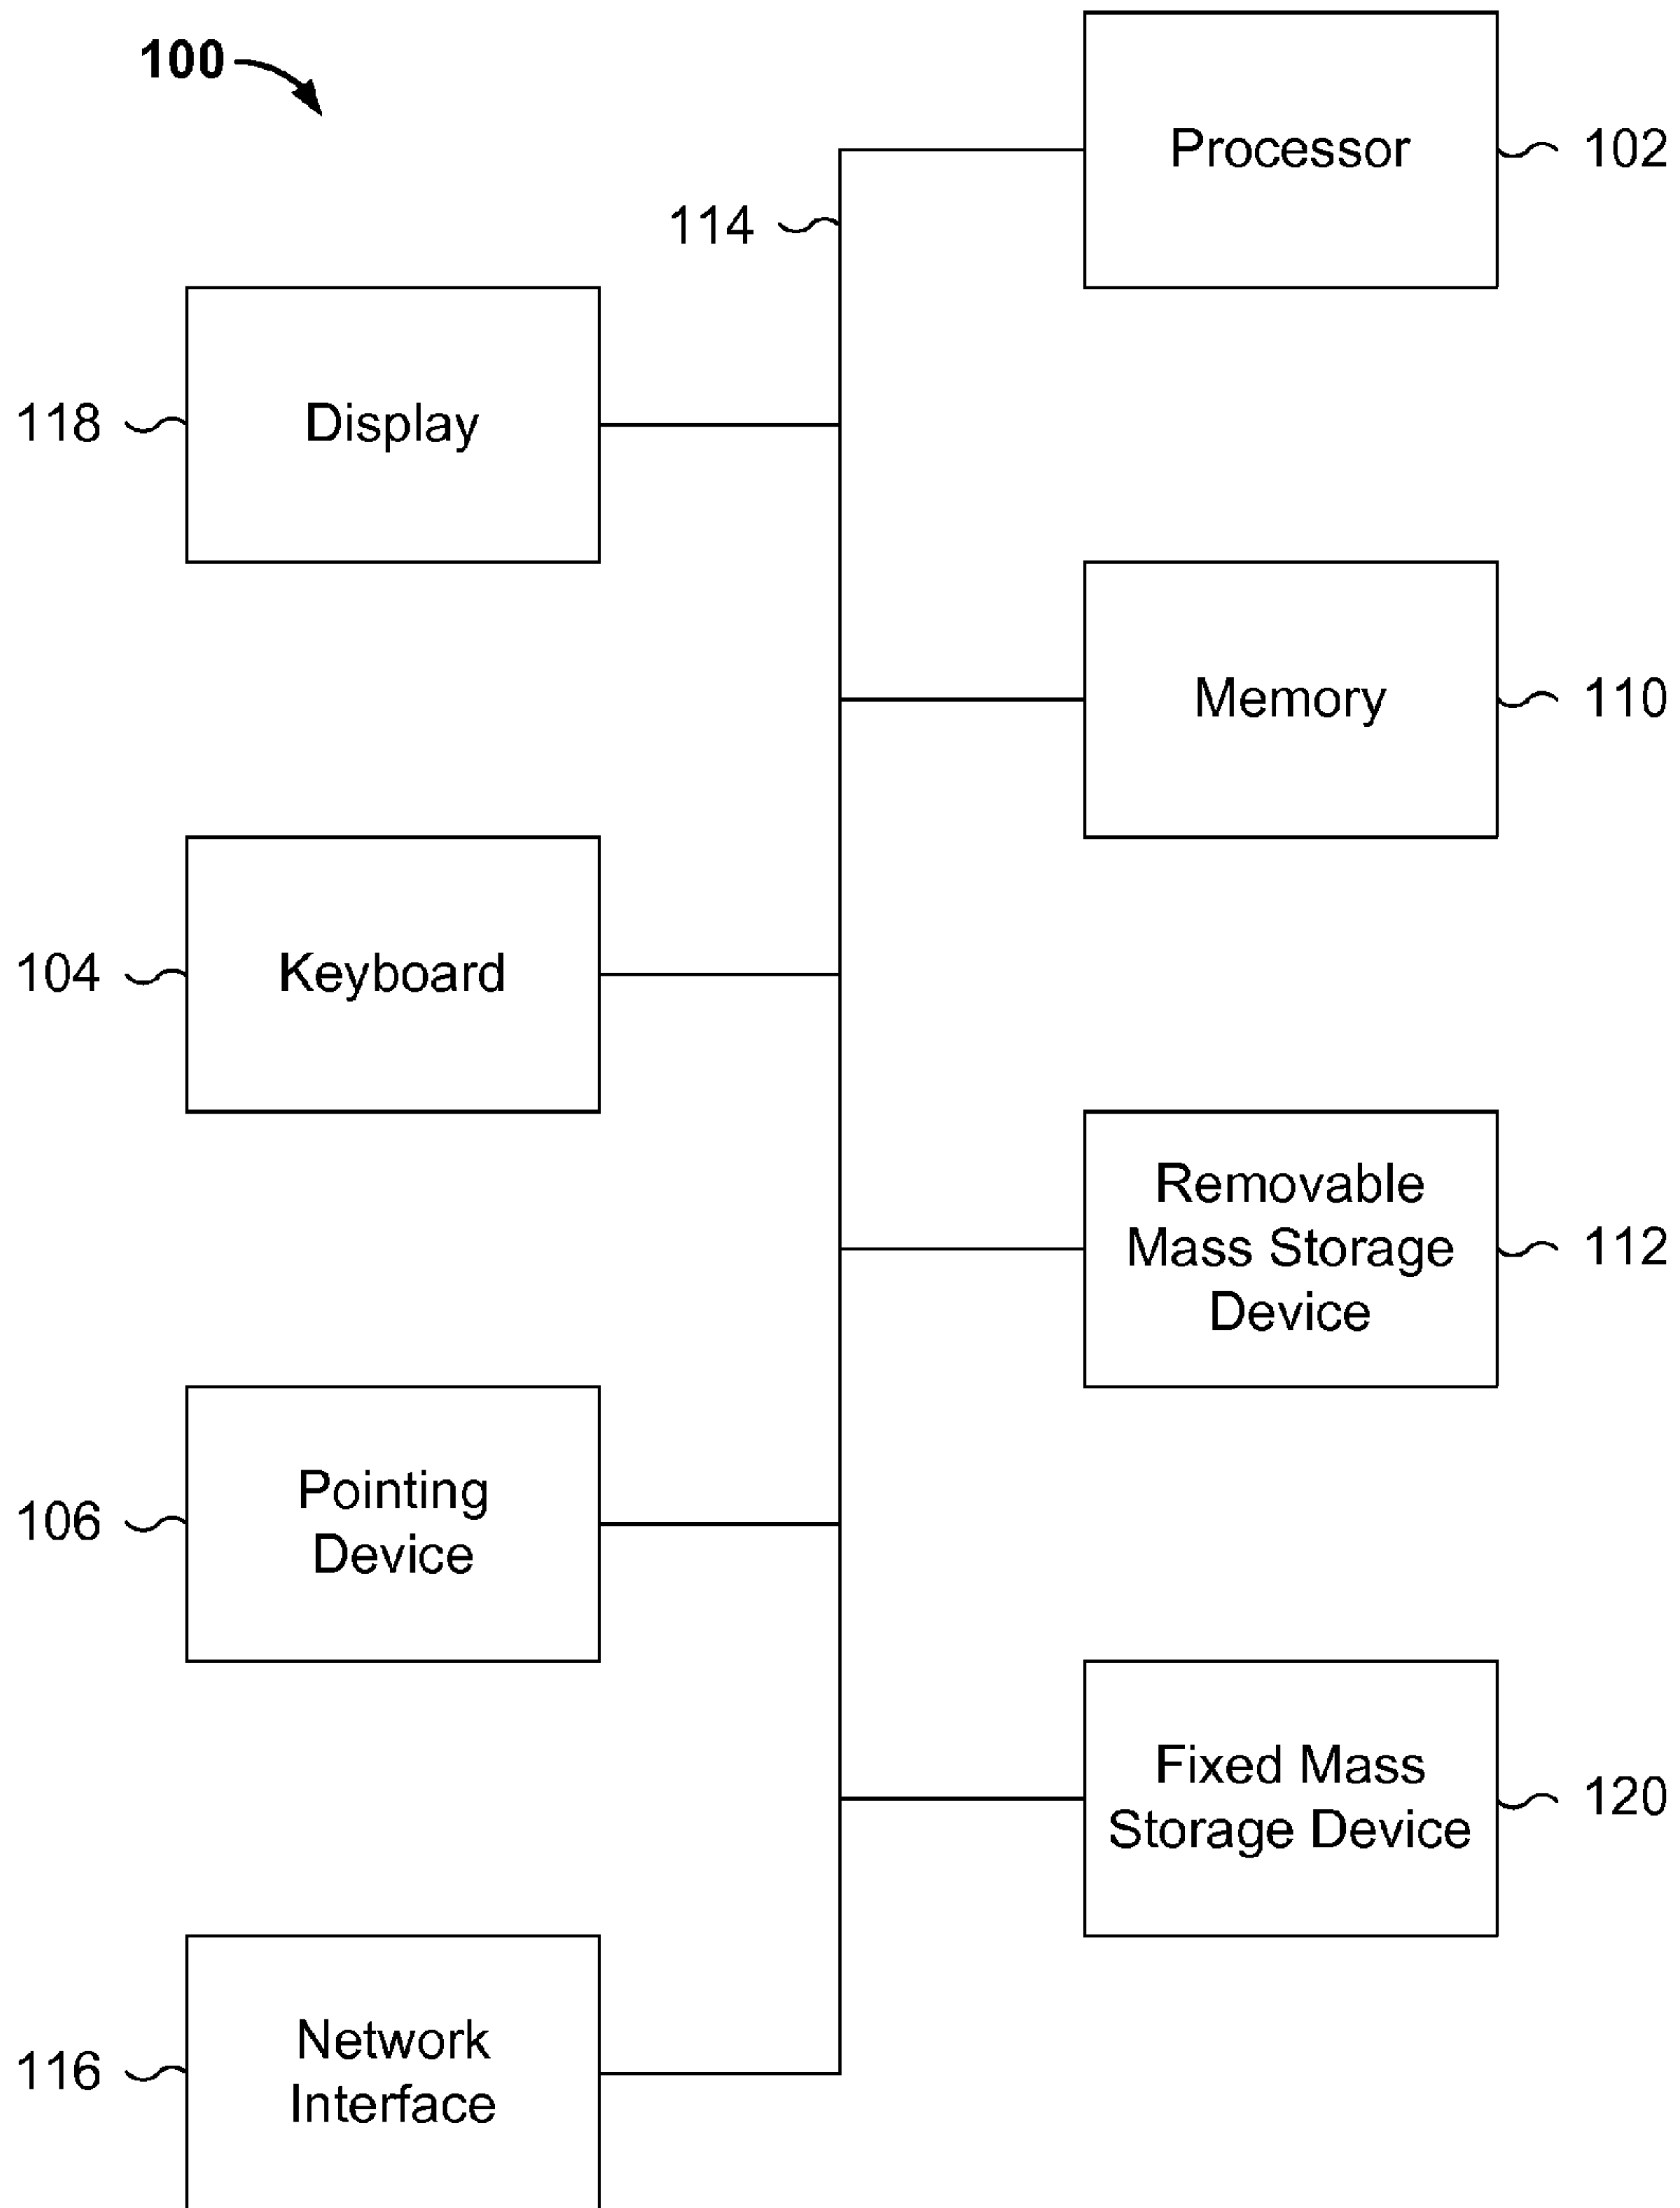 100
Processor
102
114
118
Display
Memory
110
104
Keyboard
Removable
Mass Storage
Device
112
106
Pointing
Device
Fixed Mass
Storage Device
120
116
Network
Interface